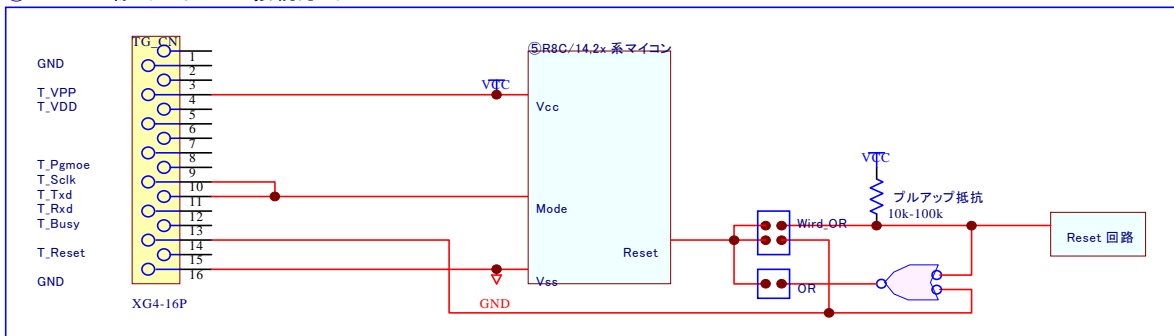 TG_CN
GND
T_VPP
T_VDD
T_Pgmoe
T_Sclk
T_Txd
T_Rxd
T_Busy
T_Reset
GND
1
2
3
4
5
6
7
8
9
10
11
12
13
14
15
16
XG4-16P
VCC
GND
⑤R8C/14,2x 系マイコン
Vcc
Mode
Reset
Vss
Wird_OR
OR
VCC
プルアップ抵抗
10k-100k
Reset 回路